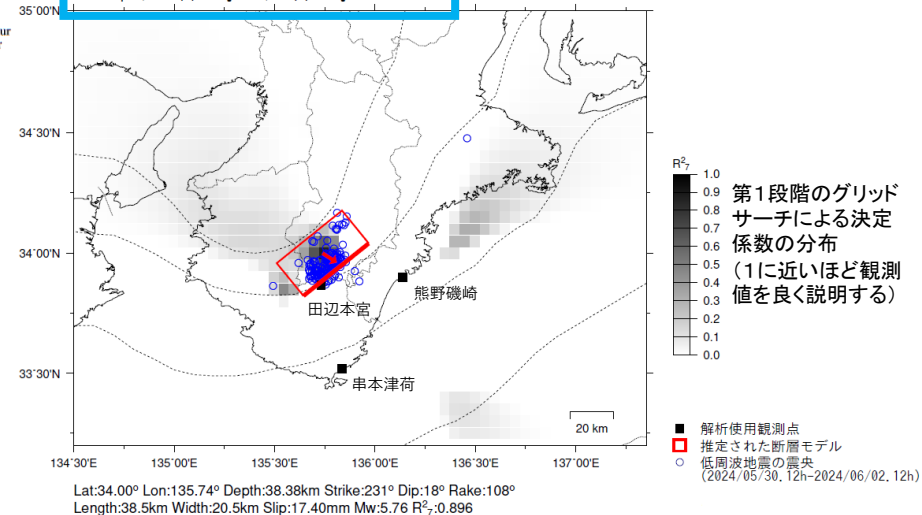 ur
35°00'N
34°30'N
34°00'N
33°30'N
134°30'E
135°00'E
135°30'E
136°00'E
136°30'E
137°00'E
田辺本宮
熊野磯崎
串本津荷
20 km
R²₇
1.0
0.9
0.8
0.7
0.6
0.5
0.4
0.3
0.2
0.1
0.0
第1段階のグリッド
サーチによる決定
係数の分布
(1に近いほど観測
値を良く説明する)
解析使用観測点
推定された断層モデル
低周波地震の震央
(2024/05/30.12h-2024/06/02.12h)
Lat:34.00° Lon:135.74° Depth:38.38km Strike:231° Dip:18° Rake:108°
Length:38.5km Width:20.5km Slip:17.40mm Mw:5.76 R²₇:0.896